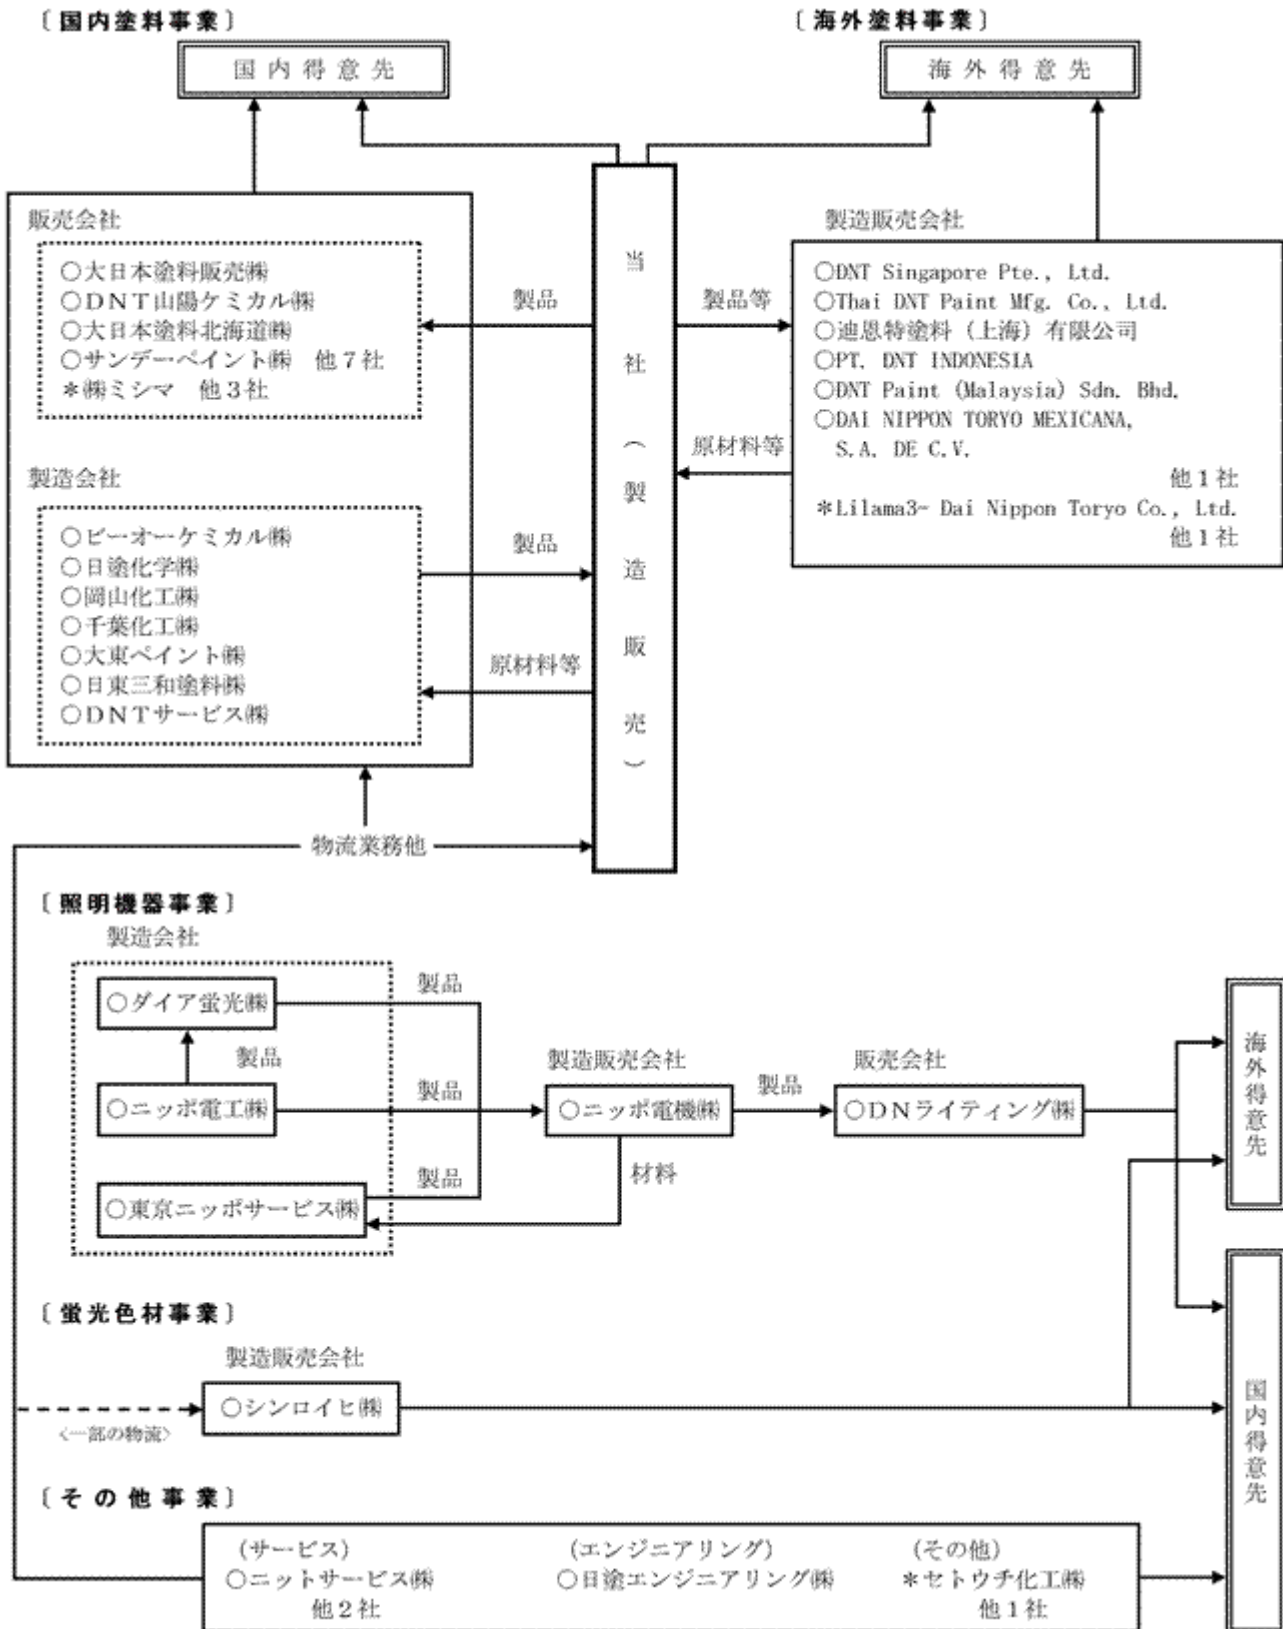 〔国内塗料事業〕
〔海外塗料事業〕
国内得意先
海外得意先
販売会社
○大日本塗料販売㈱
○DNT山陽ケミカル㈱
○大日本塗料北海道㈱
○サンデーペイント㈱ 他7社
*㈱ミシマ 他3社
製造会社
○ビーオーケミカル㈱
○日塗化学㈱
○岡山化工㈱
○千葉化工㈱
○大東ペイント㈱
○日東三和塗料㈱
○DNTサービス㈱
製品
製品
原材料等
当社(製造販売)
製品等
原材料等
製造販売会社
○DNT Singapore Pte., Ltd.
○Thai DNT Paint Mfg. Co., Ltd.
○迪恩特塗料(上海)有限公司
○PT. DNT INDONESIA
○DNT Paint (Malaysia) Sdn. Bhd.
○DAI NIPPON TORYO MEXICANA,
S.A. DE C.V.
他1社
*Lilama3- Dai Nippon Toryo Co., Ltd.
他1社
物流業務他
〔照明機器事業〕
製造会社
○ダイア蛍光㈱
製品
製品
○ニッポ電工㈱
製品
○東京ニッポサービス㈱
製品
製造販売会社
○ニッポ電機㈱
材料
製品
販売会社
○DNライティング㈱
海外得意先
〔蛍光色材事業〕
製造販売会社
○シンロイヒ㈱
<一部の物流>
国内得意先
〔その他事業〕
(サービス)
○ニットサービス㈱
他2社
(エンジニアリング)
○日塗エンジニアリング㈱
(その他)
*セトウチ化工㈱
他1社